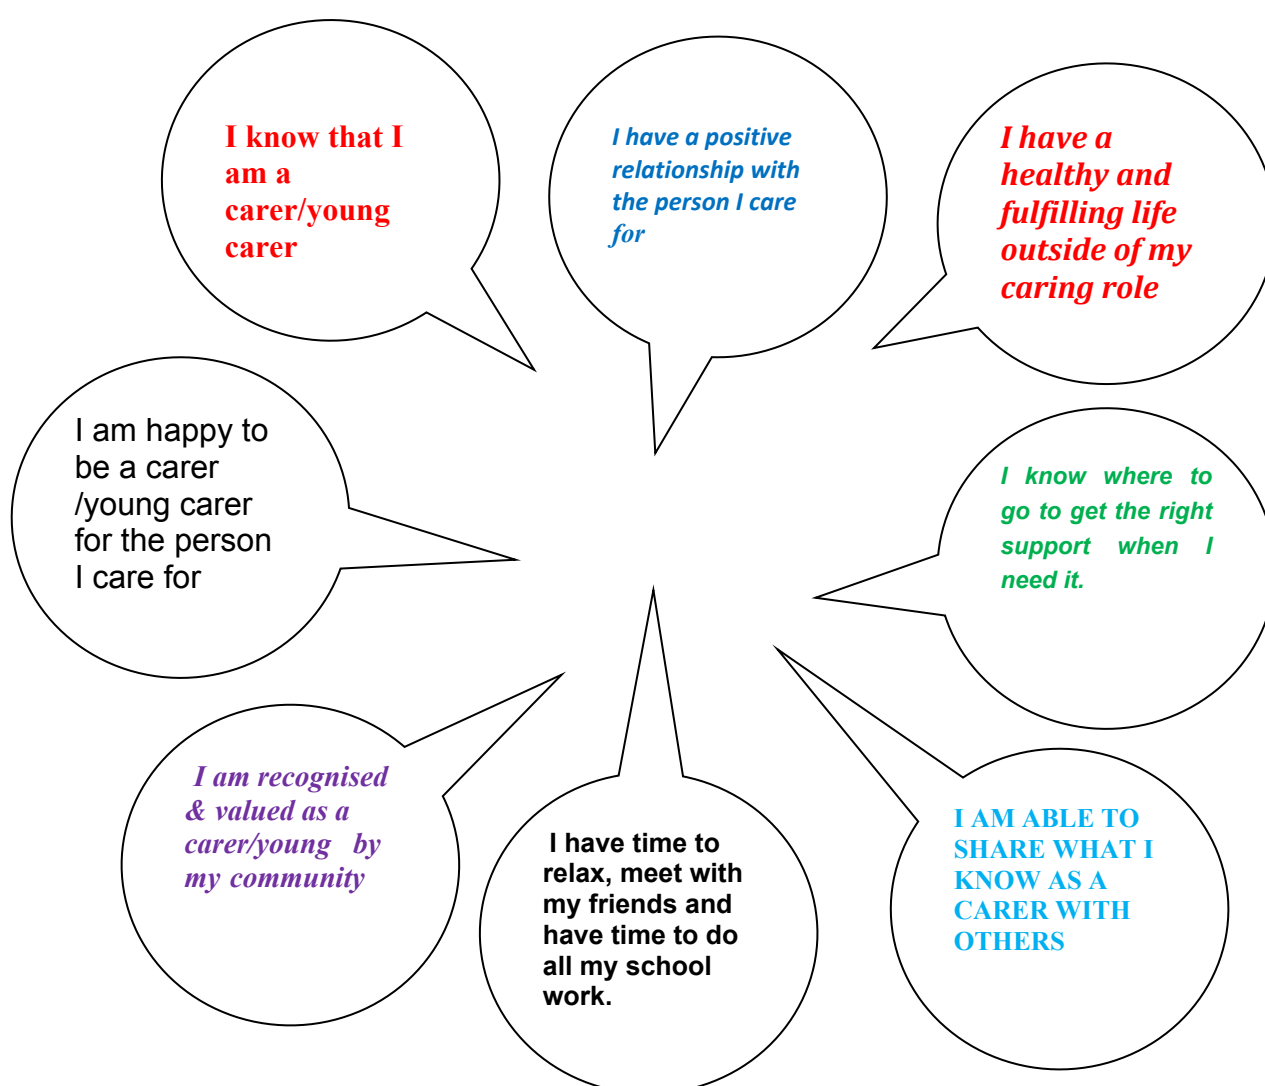 I know that I
am a
carer/young
carer
I have a positive
relationship with
the person I care
for
I have a
healthy and
fulfilling life
outside of my
caring role
I am happy to
be a carer
/young carer
for the person
I care for
I know where to
go to get the right
support when I
need it.
I am recognised
& valued as a
carer/young by
my community
I have time to
relax, meet with
my friends and
have time to do
all my school
work.
I AM ABLE TO
SHARE WHAT I
KNOW AS A
CARER WITH
OTHERS